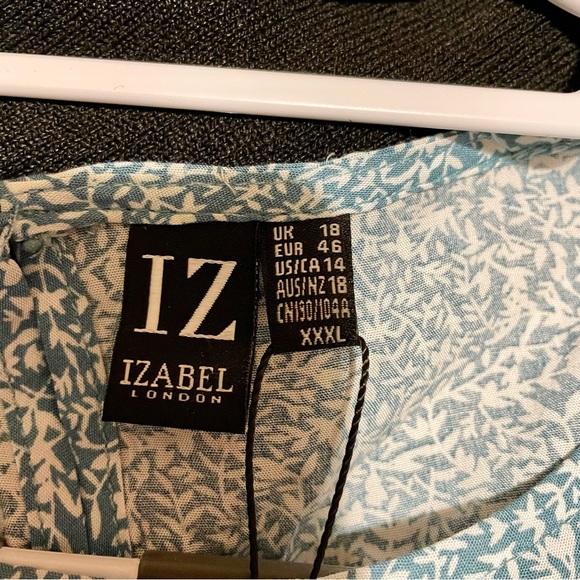 IZ
IZABEL
LONDON
UK 18
EUR 46
US/CA 14
AUS/NZ 18
CN190/104A
XXXL